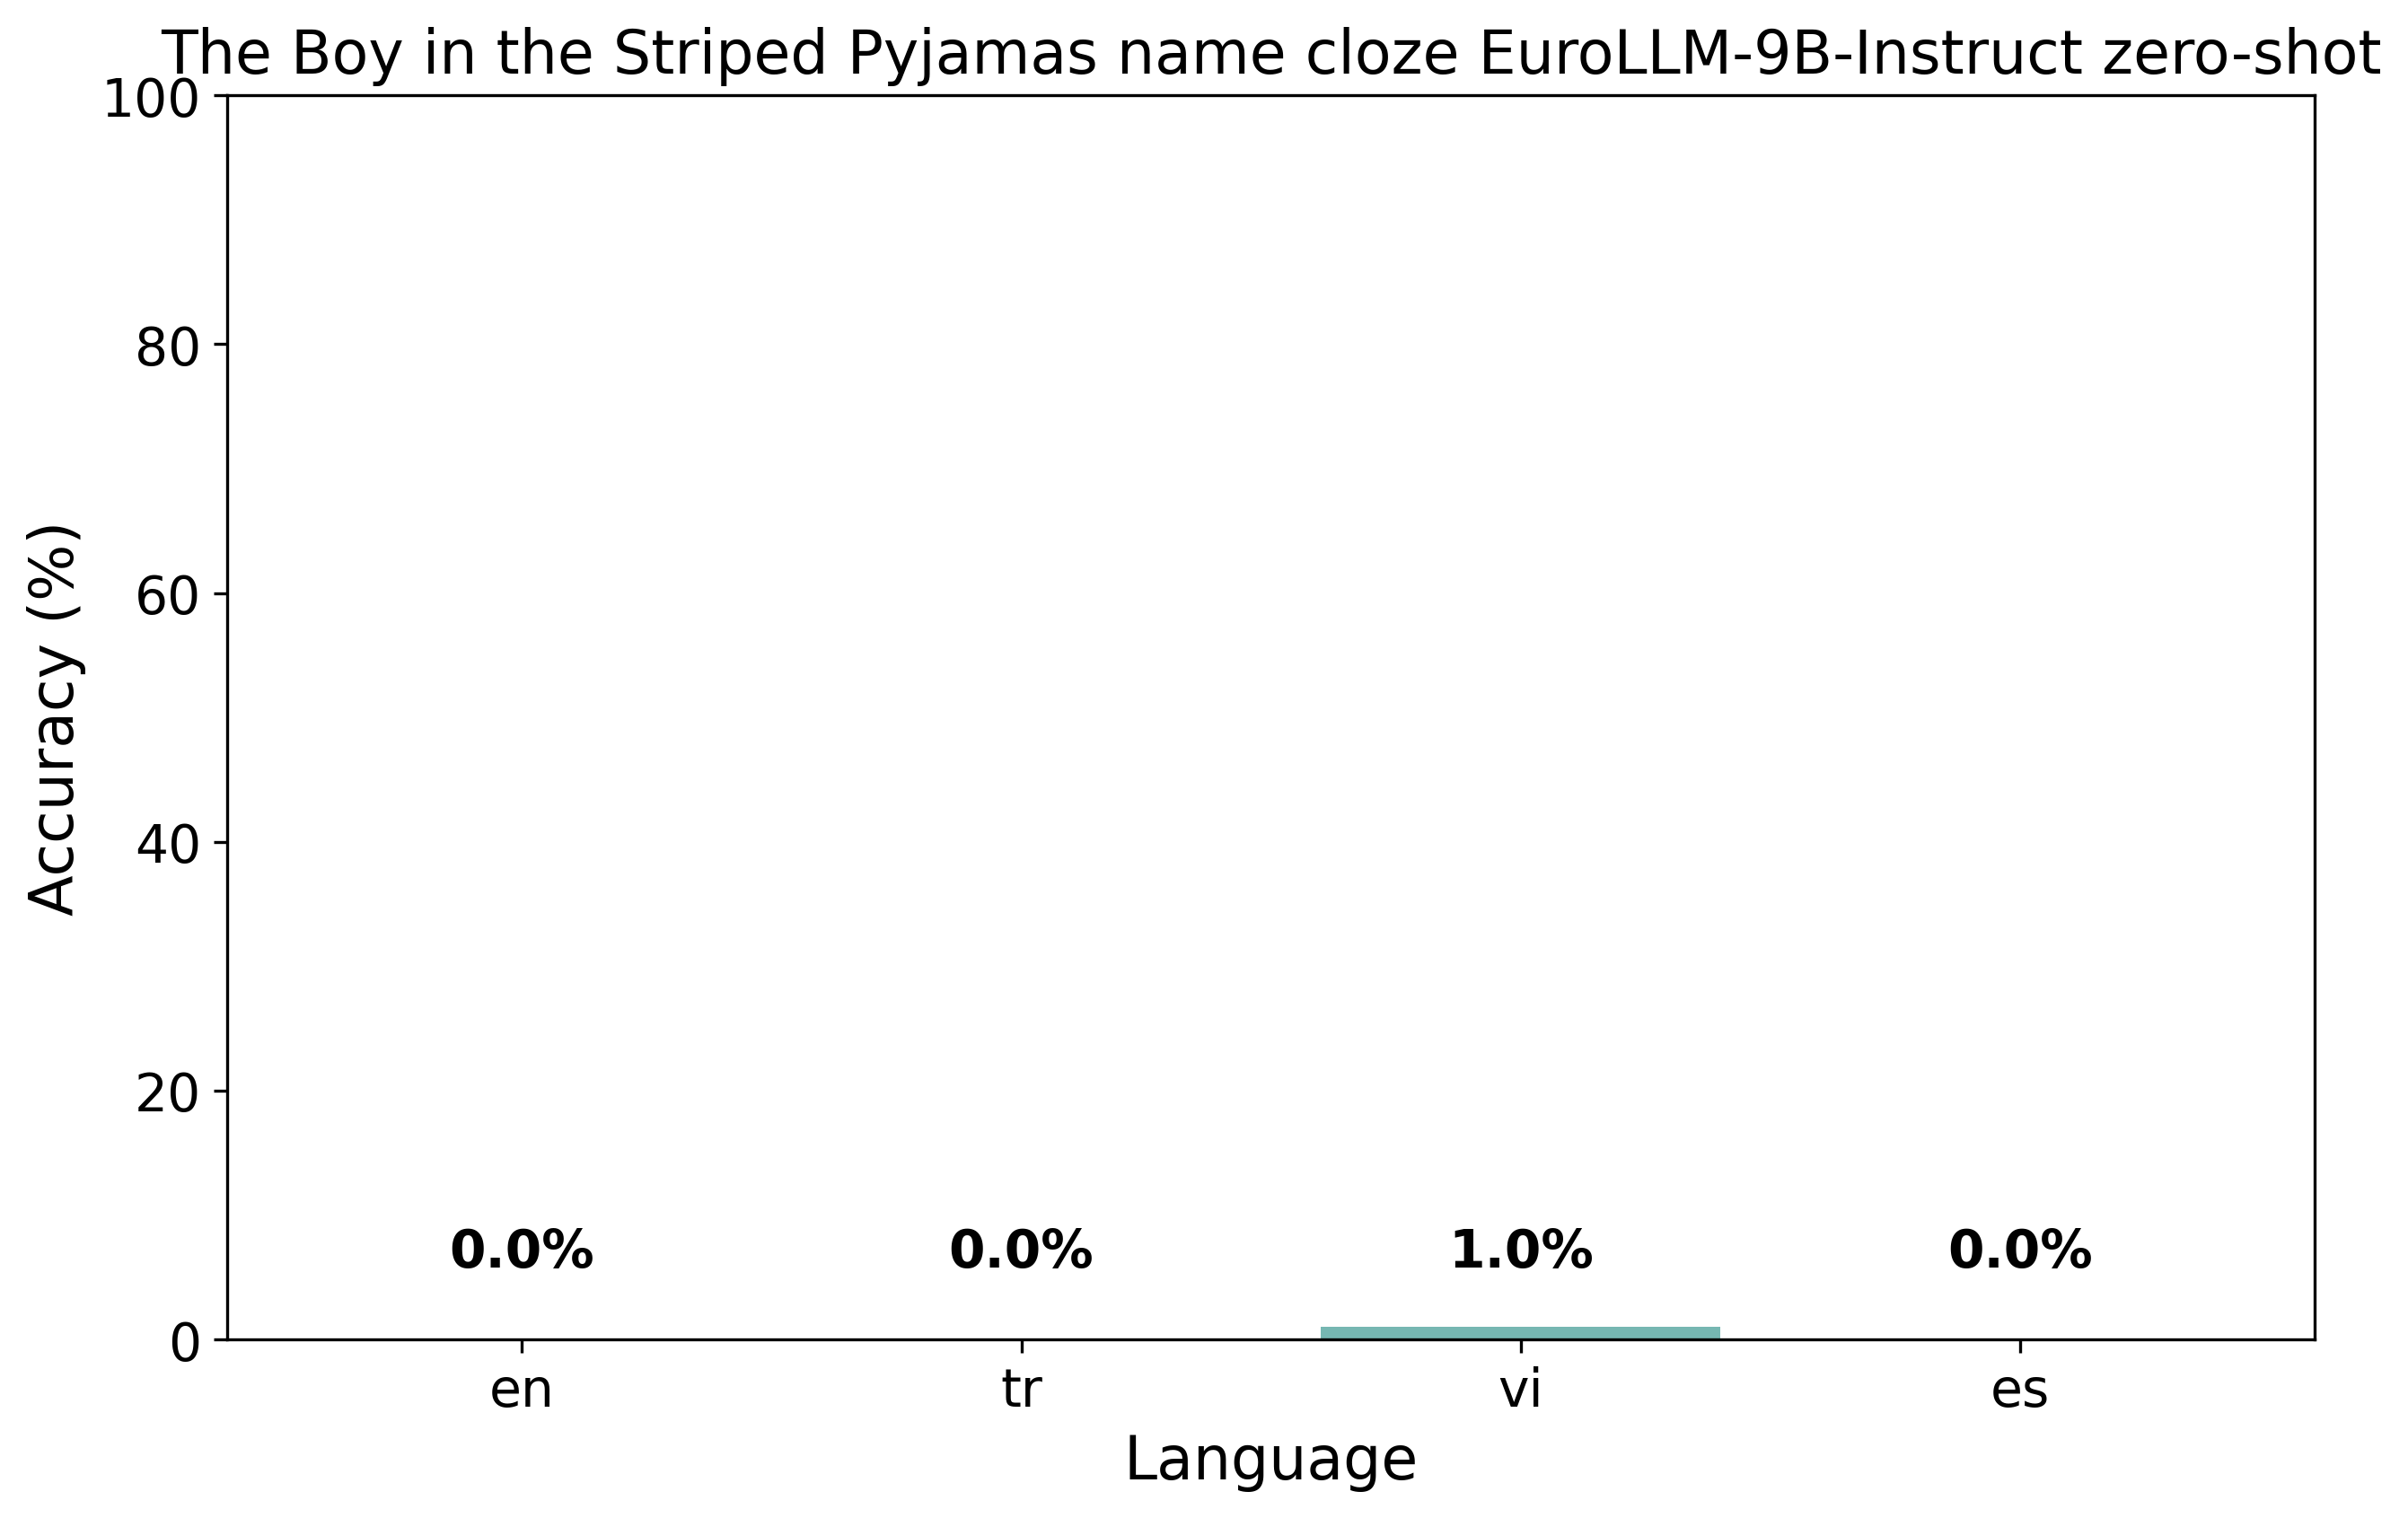 The Boy in the Striped Pyjamas name cloze EuroLLM-9B-Instruct zero-shot
100
80
60
40
20
0
Accuracy (%)
0.0%
0.0%
1.0%
0.0%
en
tr
vi
es
Language